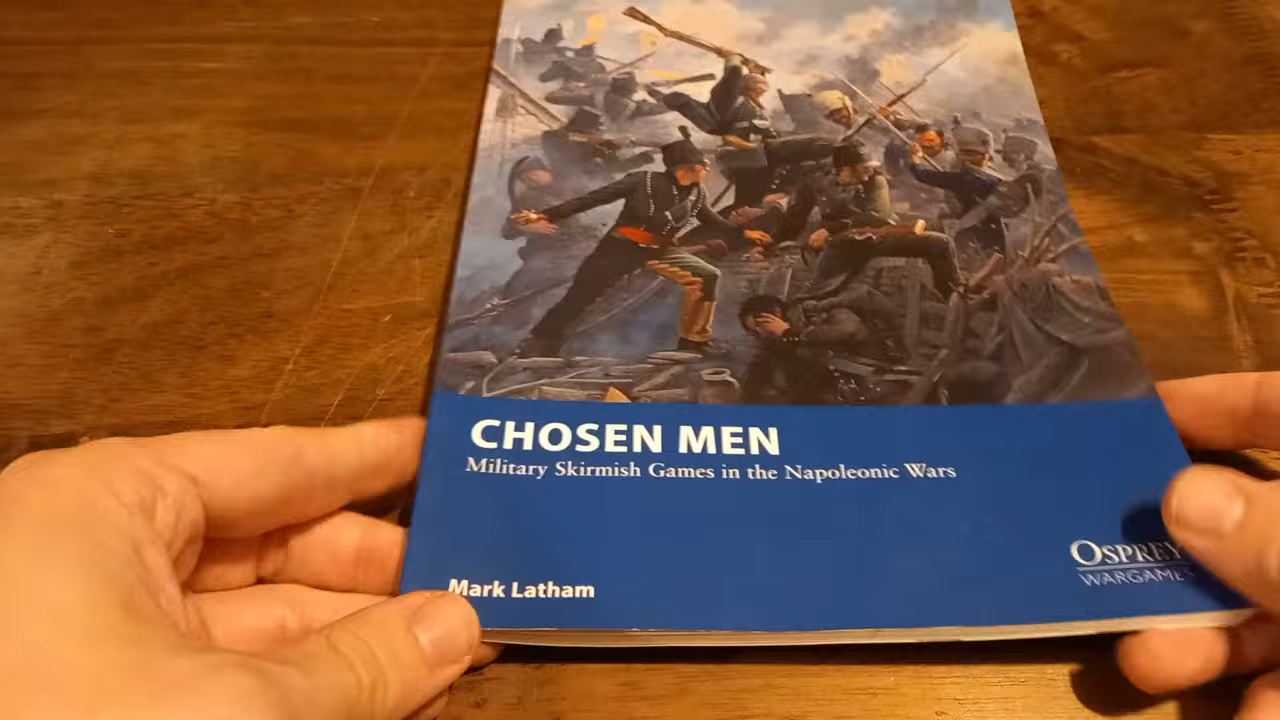 CHOSEN MEN
Military Skirmish Games in the Napoleonic Wars
OSPREY
WARGAMES
Mark Latham